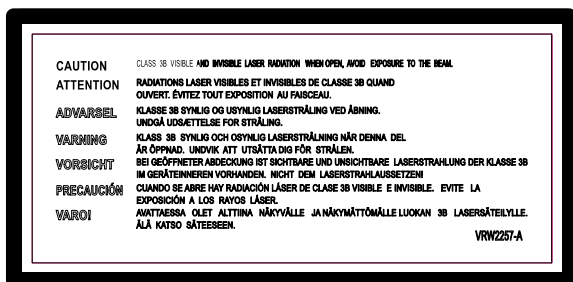 CAUTION CLASS 3B VISIBLE AND INVISIBLE LASER RADIATION WHEN OPEN, AVOID EXPOSURE TO THE BEAM.
ATTENTION RADIATIONS LASER VISIBLES ET INVISIBLES DE CLASSE 3B QUAND
OUVERT. ÉVITEZ TOUT EXPOSITION AU FAISCEAU.
ADVARSEL KLASSE 3B SYNLIG OG USYNLIG LASERSTRÅLING VED ÅBNING.
UNDGÅ UDSÆTTELSE FOR STRÅLING.
VARNING KLASS 3B SYNLIG OCH OSYNLIG LASERSTRÅLNING NÄR DENNA DEL
ÄR ÖPPNAD. UNDVIK ATT UTSÄTTA DIG FÖR STRÅLEN.
VORSICHT BEI GEÖFFNETER ABDECKUNG IST SICHTBARE UND UNSICHTBARE LASERSTRAHLUNG DER KLASSE 3B
IM GERÄTEINNEREN VORHANDEN. NICHT DEM LASERSTRAHL AUSSETZEN!
PRECAUCIÓN CUANDO SE ABRE HAY RADIACIÓN LÁSER DE CLASE 3B VISIBLE E INVISIBLE. EVITE LA
EXPOSICIÓN A LOS RAYOS LÁSER.
VARO! AVATTAESSA OLET ALTTIINA NÄKYVÄLLE JA NÄKYMÄTTÖMÄLLE LUOKAN 3B LASERSÄTEILYLLE.
ÄLÄ KATSO SÄTEESEEN.
VRW2257-A